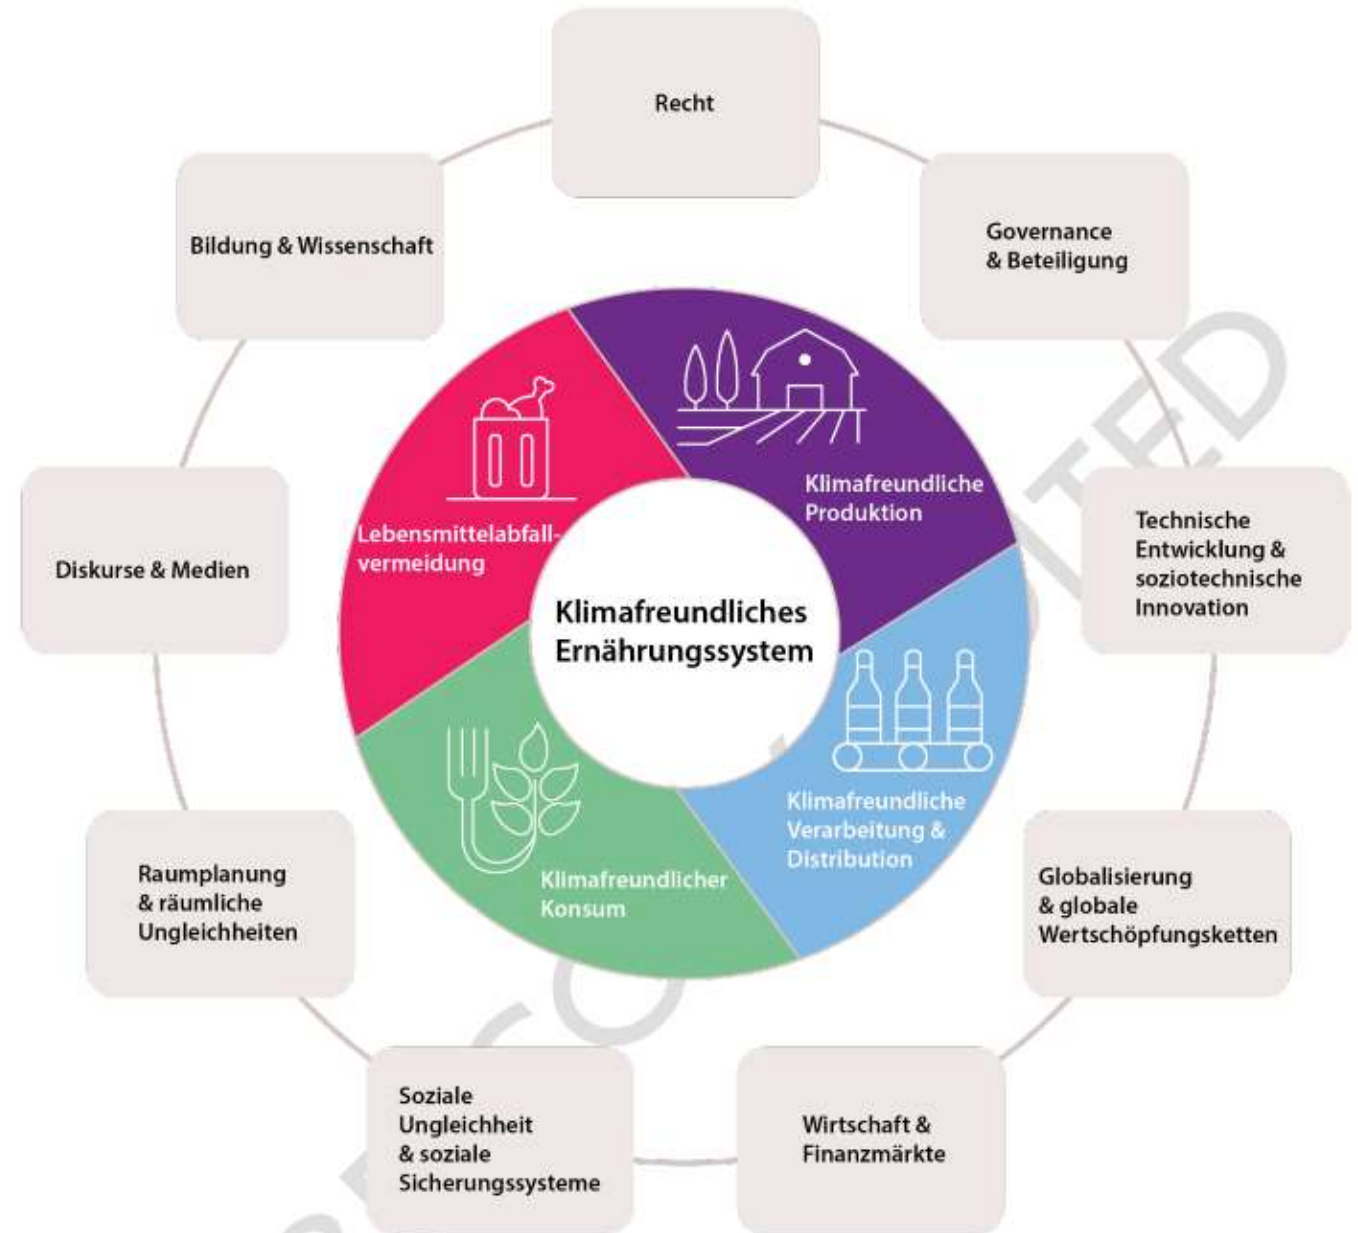 Recht
Governance
& Beteiligung
Technische
Entwicklung &
soziotechnische
Innovation
Globalisierung
& globale
Wertschöpfungsketten
Wirtschaft &
Finanzmärkte
Soziale
Ungleichheit
& soziale
Sicherungssysteme
Raumplanung
& räumliche
Ungleichheiten
Diskurse & Medien
Bildung & Wissenschaft
Klimafreundliche
Produktion
Klimafreundliche
Verarbeitung &
Distribution
Klimafreundlicher
Konsum
Lebensmittelabfall-
vermeidung
Klimafreundliches
Ernährungssystem